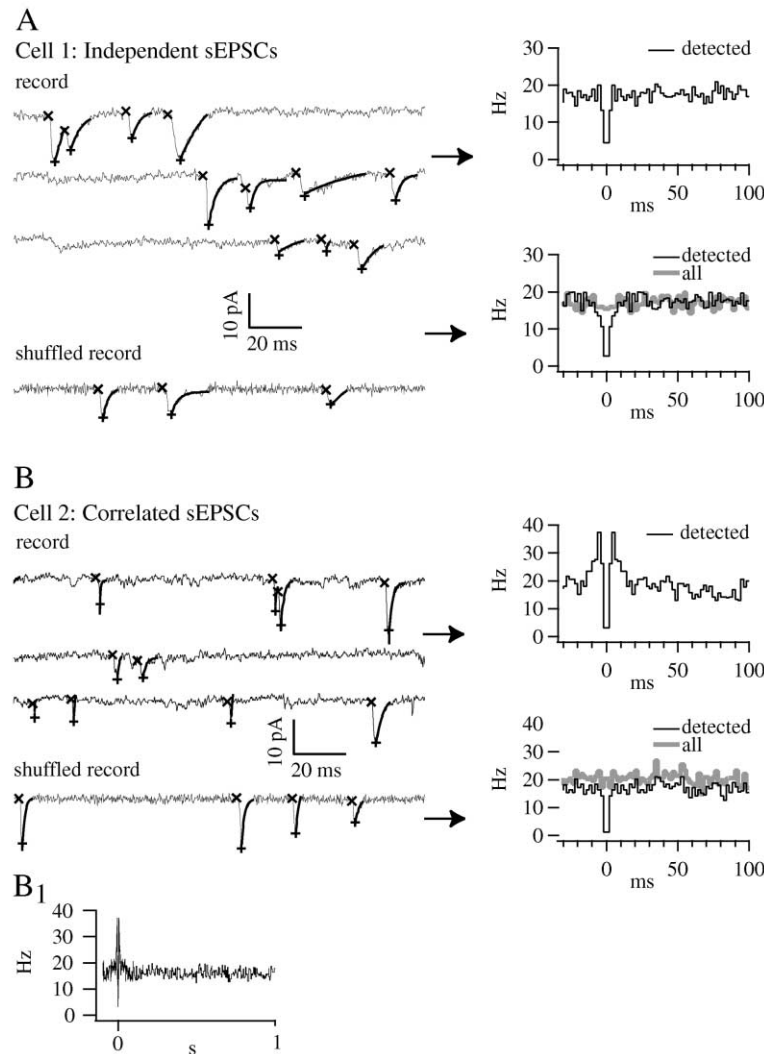 A
Cell 1: Independent sEPSCs
record
10 pA
20 ms
shuffled record
30
20
10
0
Hz
detected
0
50
100
ms
30
20
10
0
Hz
detected
all
0
50
100
ms
B
Cell 2: Correlated sEPSCs
record
10 pA
20 ms
shuffled record
40
30
20
10
0
Hz
detected
0
50
100
ms
40
30
20
10
0
Hz
detected
all
0
50
100
ms
B1
40
30
20
10
0
Hz
0
s
1